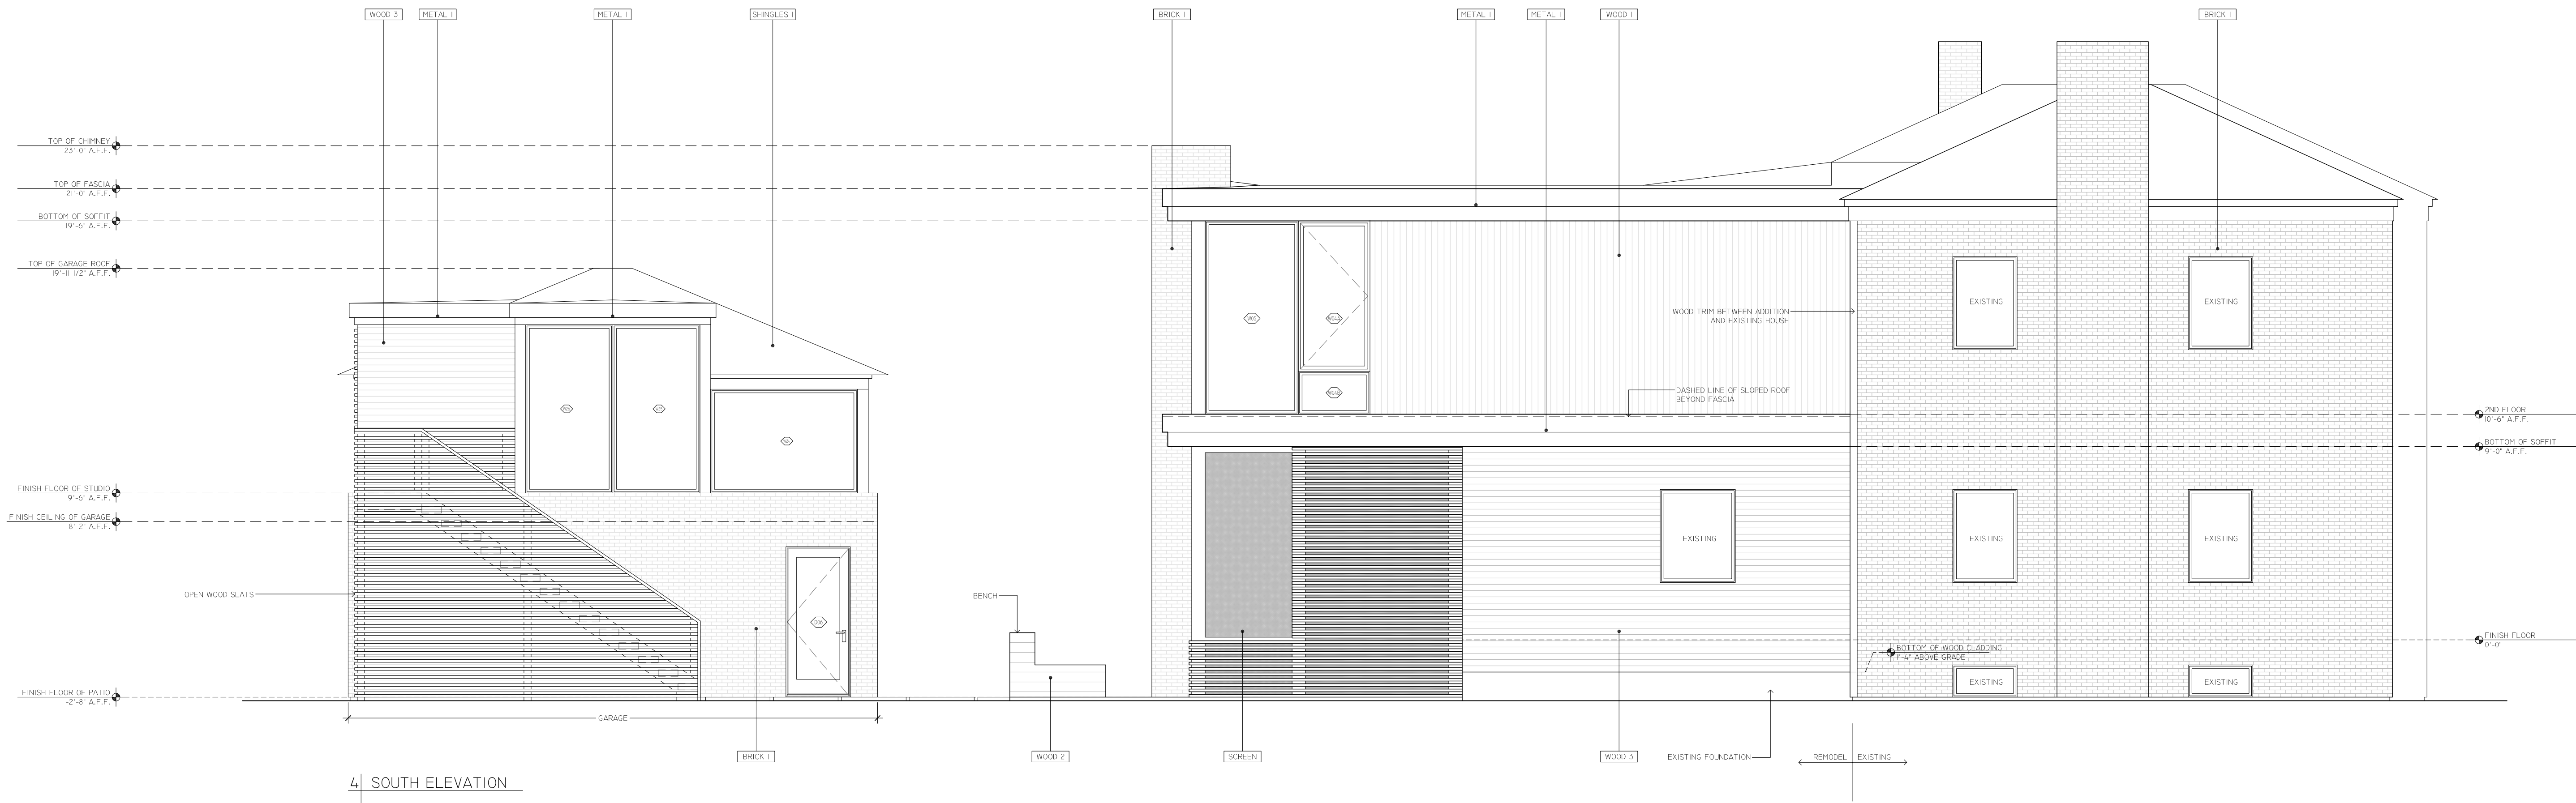 WOOD 3
METAL 1
METAL 1
SHINGLES 1
BRICK 1
METAL 1
METAL 1
WOOD 1
BRICK 1
TOP OF CHIMNEY
23'-0" A.F.F.
TOP OF FASCIA
21'-0" A.F.F.
BOTTOM OF SOFFIT
19'-6" A.F.F.
TOP OF GARAGE ROOF
19'-11 1/2" A.F.F.
FINISH FLOOR OF STUDIO
9'-6" A.F.F.
FINISH CEILING OF GARAGE
8'-2" A.F.F.
OPEN WOOD SLATS
FINISH FLOOR OF PATIO
-2'-8" A.F.F.
GARAGE
BENCH
WOOD TRIM BETWEEN ADDITION
AND EXISTING HOUSE
DASHED LINE OF SLOPED ROOF
BEYOND FASCIA
EXISTING
EXISTING
EXISTING
EXISTING
EXISTING
EXISTING
EXISTING
2ND FLOOR
10'-6" A.F.F.
BOTTOM OF SOFFIT
9'-0" A.F.F.
FINISH FLOOR
0'-0"
BOTTOM OF WOOD CLADDING
1'-4" ABOVE GRADE
BRICK 1
WOOD 2
SCREEN
WOOD 3
EXISTING FOUNDATION
REMODEL
EXISTING
4 SOUTH ELEVATION